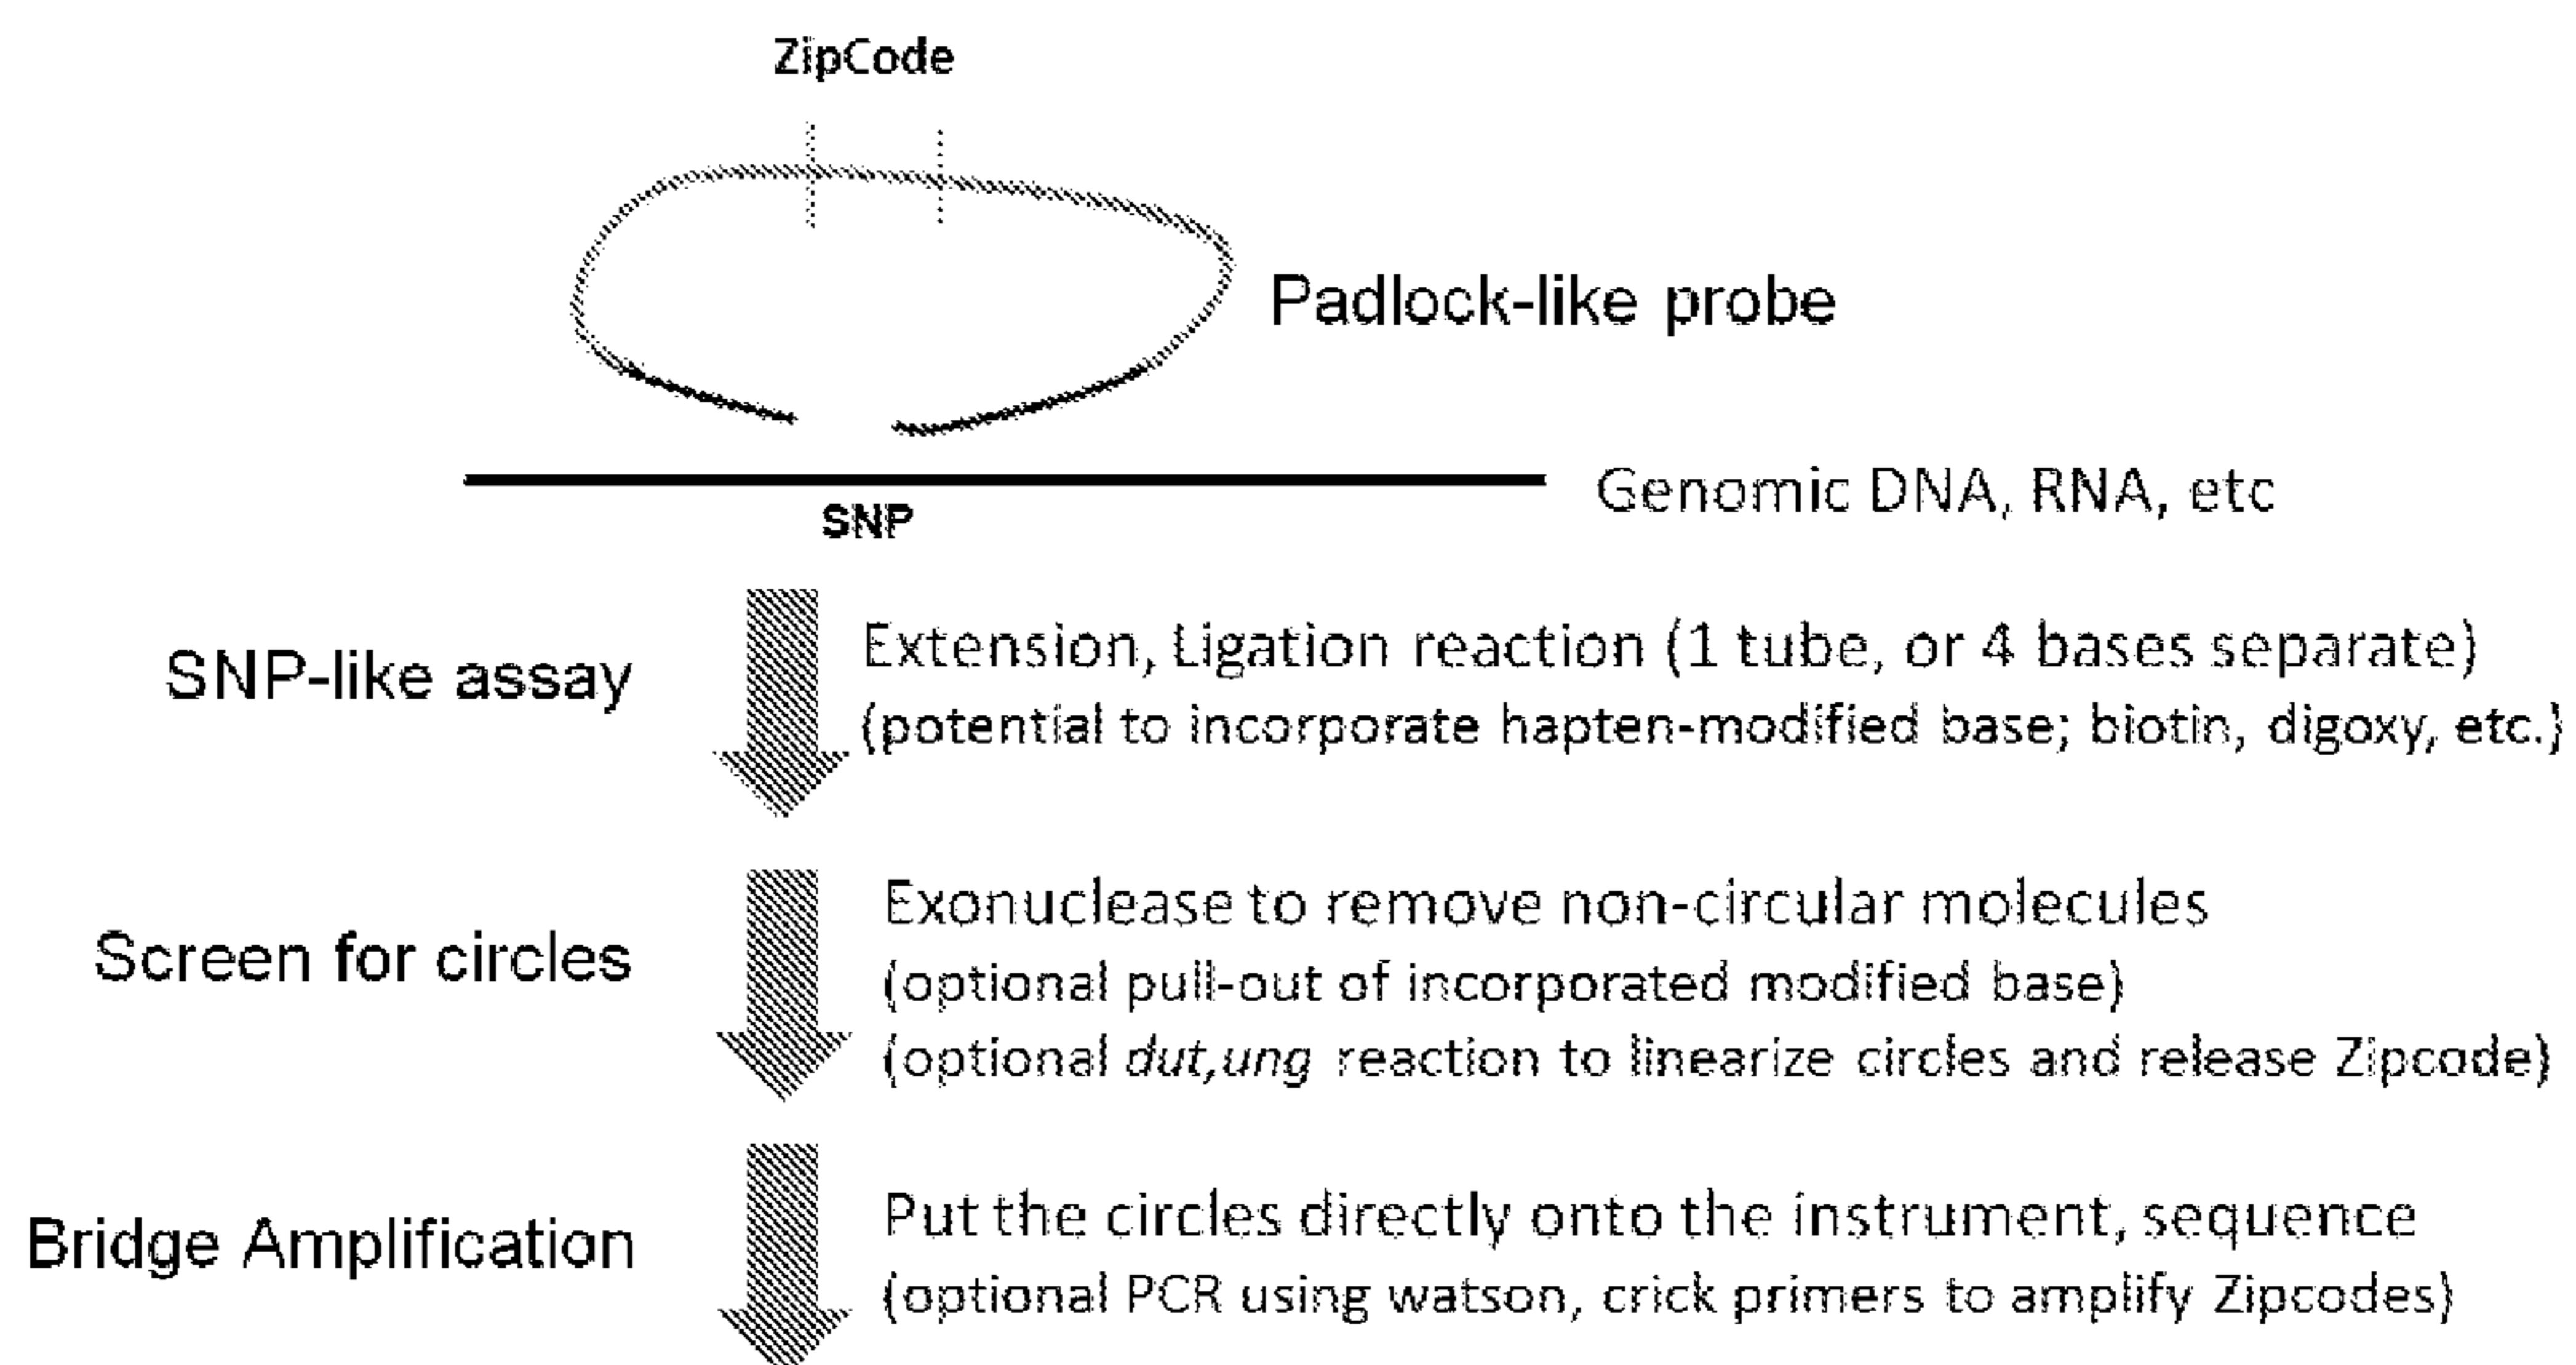 ZipCode
Padlock-like probe
Genomic DNA, RNA, etc
SNP
SNP-like assay
Extension, Ligation reaction (1 tube, or 4 bases separate)
(potential to incorporate hapten-modified base; biotin, digoxy, etc.)
Screen for circles
Exonuclease to remove non-circular molecules
(optional pull-out of incorporated modified base)
(optional dut,ung reaction to linearize circles and release Zipcode)
Bridge Amplification
Put the circles directly onto the instrument, sequence
(optional PCR using watson, crick primers to amplify Zipcodes)